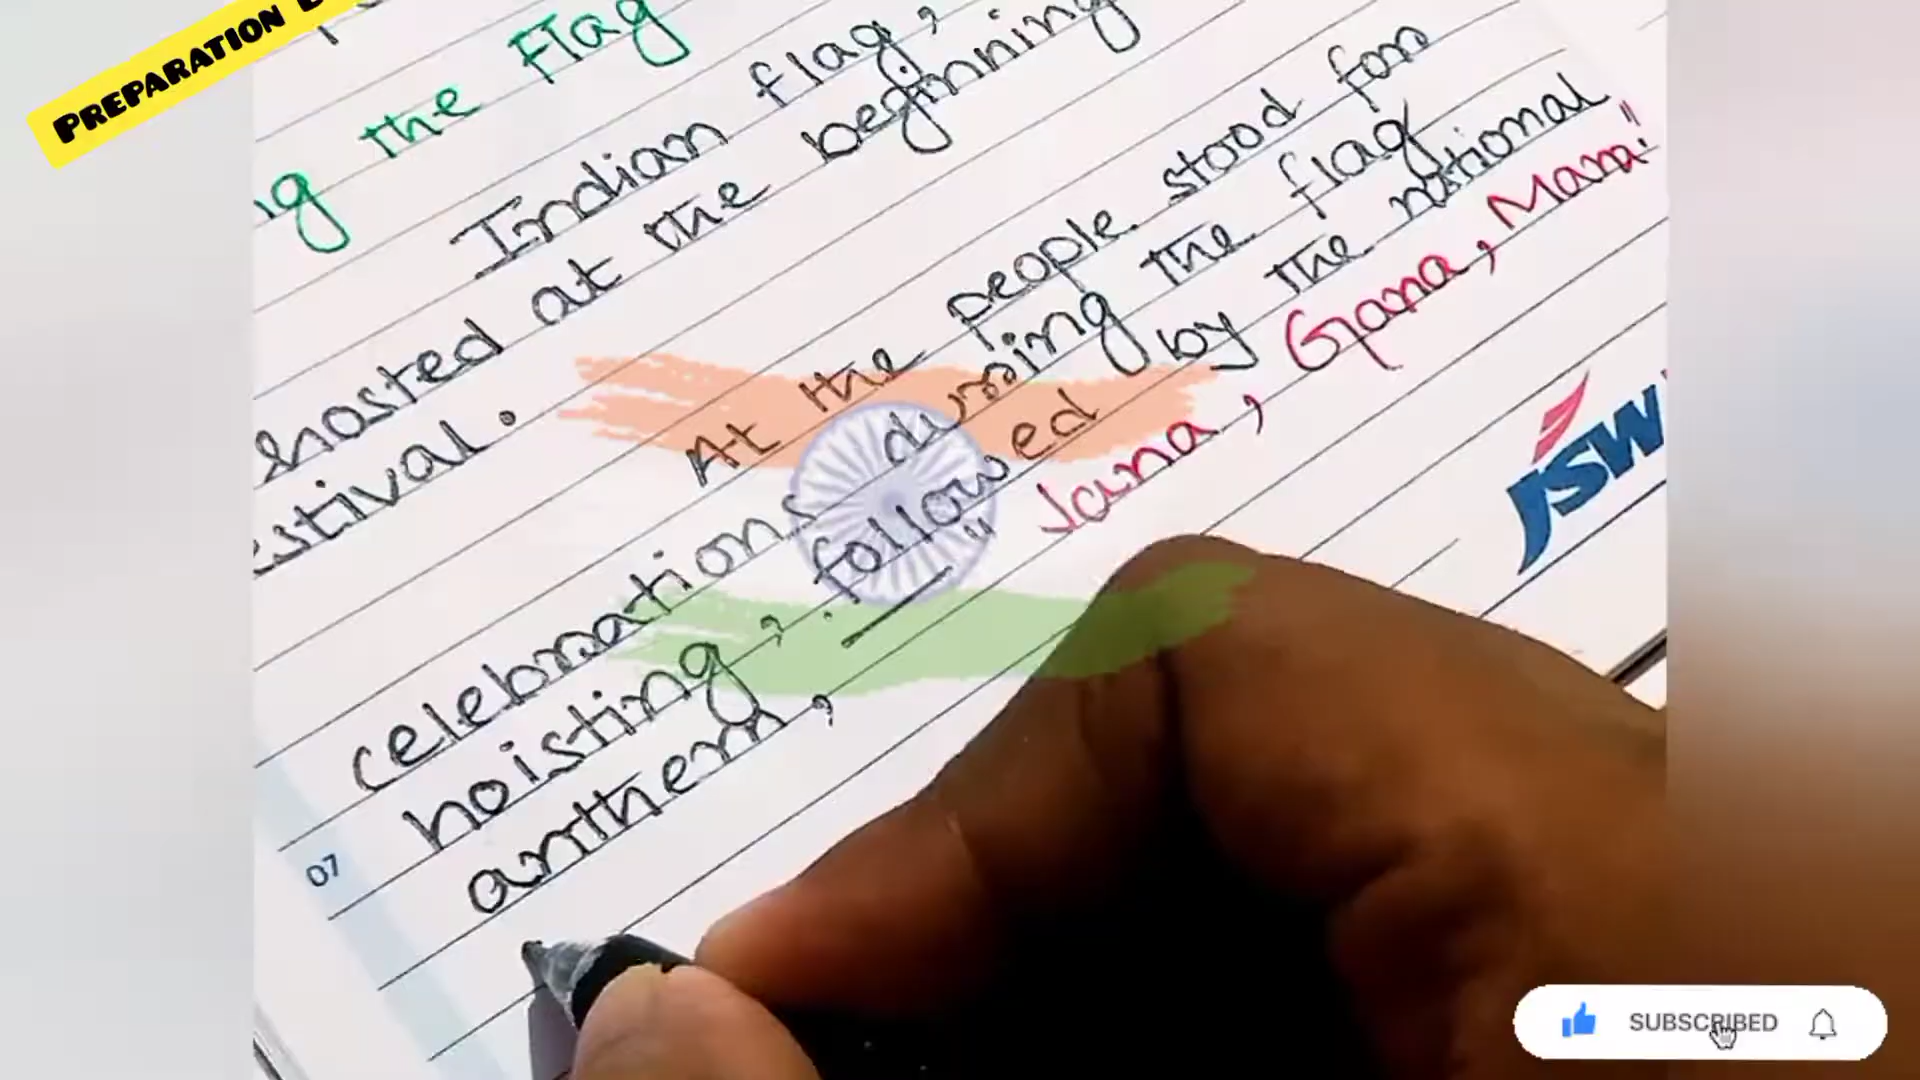 PREPARATION
the Flag
Indian flag,
hosted at the beginning
estival.
At the people stood for
celebrations during the flag
hoisting, followed by the national
anthem, " Jana, Gana, Mana"
07
JSW
SUBSCRIBED